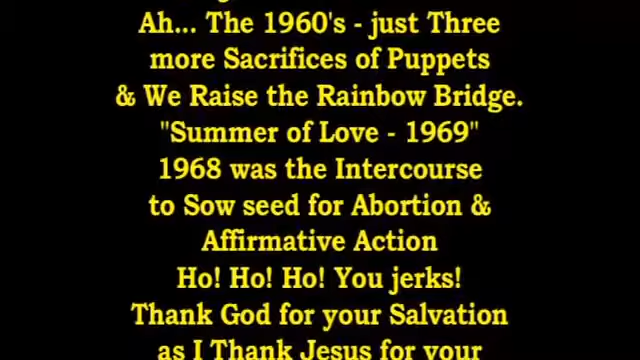 Ah... The 1960's - just Three
more Sacrifices of Puppets
& We Raise the Rainbow Bridge.
"Summer of Love - 1969"
1968 was the Intercourse
to Sow seed for Abortion &
Affirmative Action
Ho! Ho! Ho! You jerks!
Thank God for your Salvation
as I Thank Jesus for your